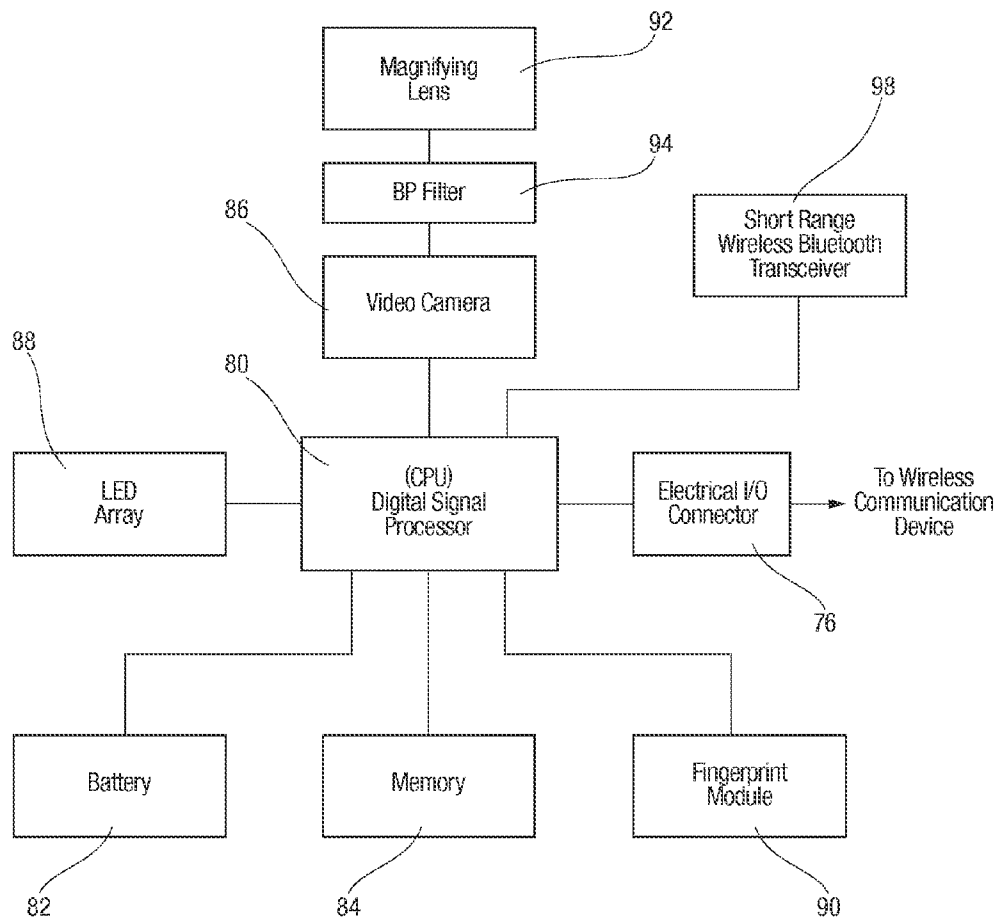 92
Magnifying
Lens
94
BP Filter
98
Short Range
Wireless Bluetooth
Transceiver
86
Video Camera
88
LED
Array
80
(CPU)
Digital Signal
Processor
Electrical I/O
Connector
76
To Wireless
Communication
Device
Battery
82
Memory
84
Fingerprint
Module
90